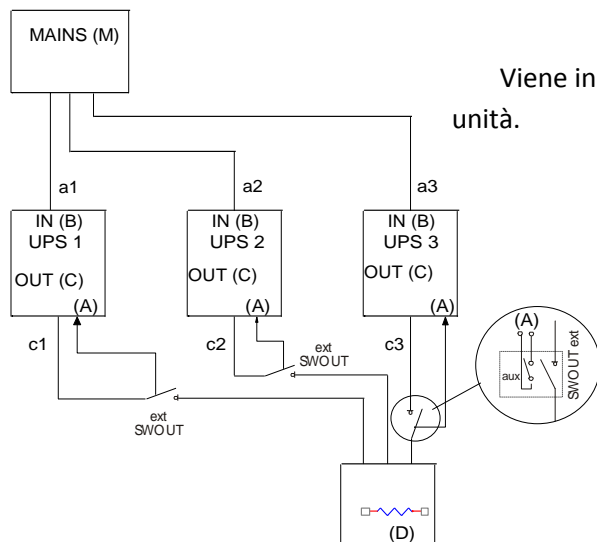 MAINS (M)
Viene in
unità.
a1
a2
a3
IN (B)
UPS 1
OUT (C)
(A)
IN (B)
UPS 2
OUT (C)
(A)
IN (B)
UPS 3
OUT (C)
(A)
c1
c2
c3
ext
SWOUT
ext
SWOUT
(A)
aux
SWOUT ext
(D)